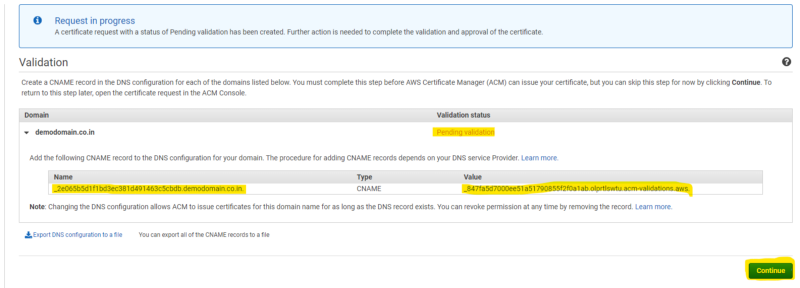 Request in progress
A certificate request with a status of Pending validation has been created. Further action is needed to complete the validation and approval of the certificate.
Validation
Create a CNAME record in the DNS configuration for each of the domains listed below. You must complete this step before AWS Certificate Manager (ACM) can issue your certificate, but you can skip this step for now by clicking Continue. To
return to this step later, open the certificate request in the ACM Console.
Domain Validation status
demodomain.co.in Pending validation
Add the following CNAME record to the DNS configuration for your domain. The procedure for adding CNAME records depends on your DNS service Provider. Learn more.
Name Type Value
_2e065b5d1f1bd3ec381d491463c5cbdb.demodomain.co.in. CNAME _847fa5d7000ee51a51790855f2f0a1ab.olprtlswtu.acm-validations.aws.
Note: Changing the DNS configuration allows ACM to issue certificates for this domain name for as long as the DNS record exists. You can revoke permission at any time by removing the record. Learn more.
Export DNS configuration to a file You can export all of the CNAME records to a file
Continue